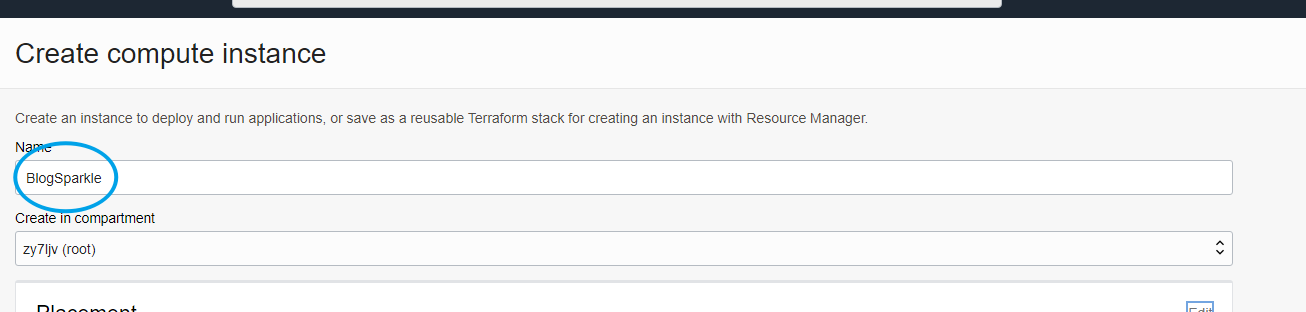 Create compute instance
Create an instance to deploy and run applications, or save as a reusable Terraform stack for creating an instance with Resource Manager.
Name
BlogSparkle
Create in compartment
zy7ljv (root)
Placement
Edit